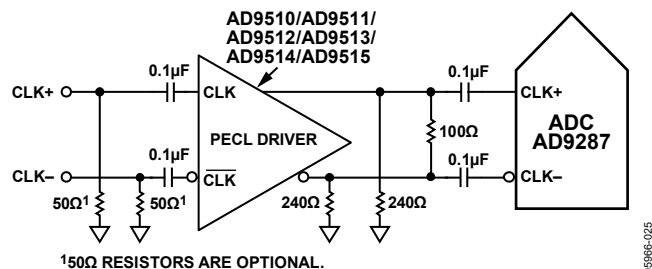 AD9510/AD9511/
AD9512/AD9513/
AD9514/AD9515
0.1µF
0.1µF
CLK+
CLK
CLK+
PECL DRIVER
100Ω
ADC
AD9287
0.1µF
0.1µF
CLK–
CLK
CLK–
50Ω1
50Ω1
240Ω
240Ω
150Ω RESISTORS ARE OPTIONAL.
05966-025